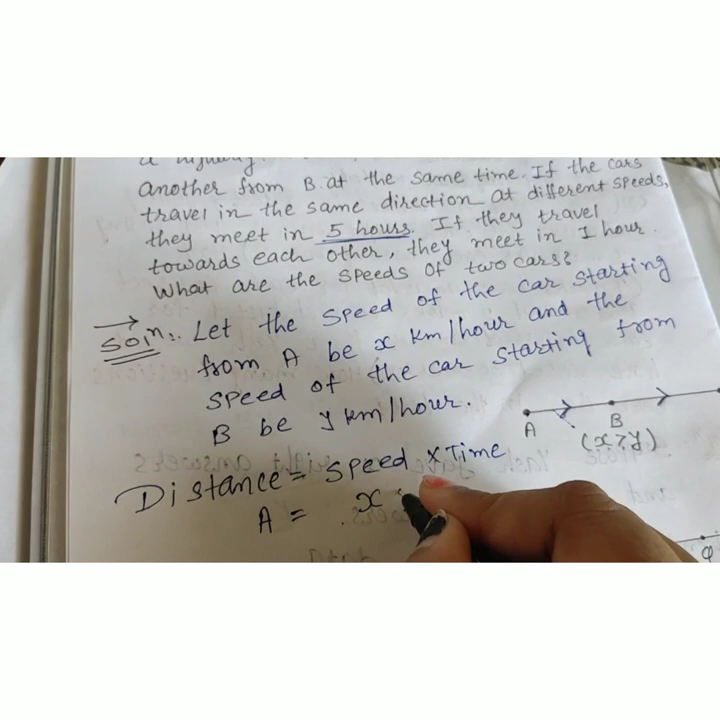 a highway.
another from B at the same time. If the cars
travel in the same direction at different speeds,
they meet in 5 hours. If they travel
towards each other, they meet in 1 hour.
What are the speeds of two cars?
Soln:. Let the speed of the car starting
from A be x km/hour and the
speed of the car starting from
B be y km/hour.
A B
(x>y)
Distance = Speed x Time
A = x
φ